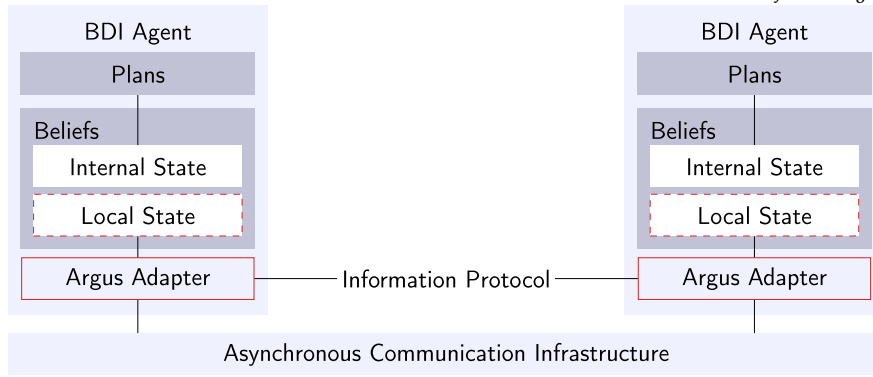 BDI Agent
Plans
Beliefs
Internal State
Local State
Argus Adapter
Information Protocol
BDI Agent
Plans
Beliefs
Internal State
Local State
Argus Adapter
Asynchronous Communication Infrastructure